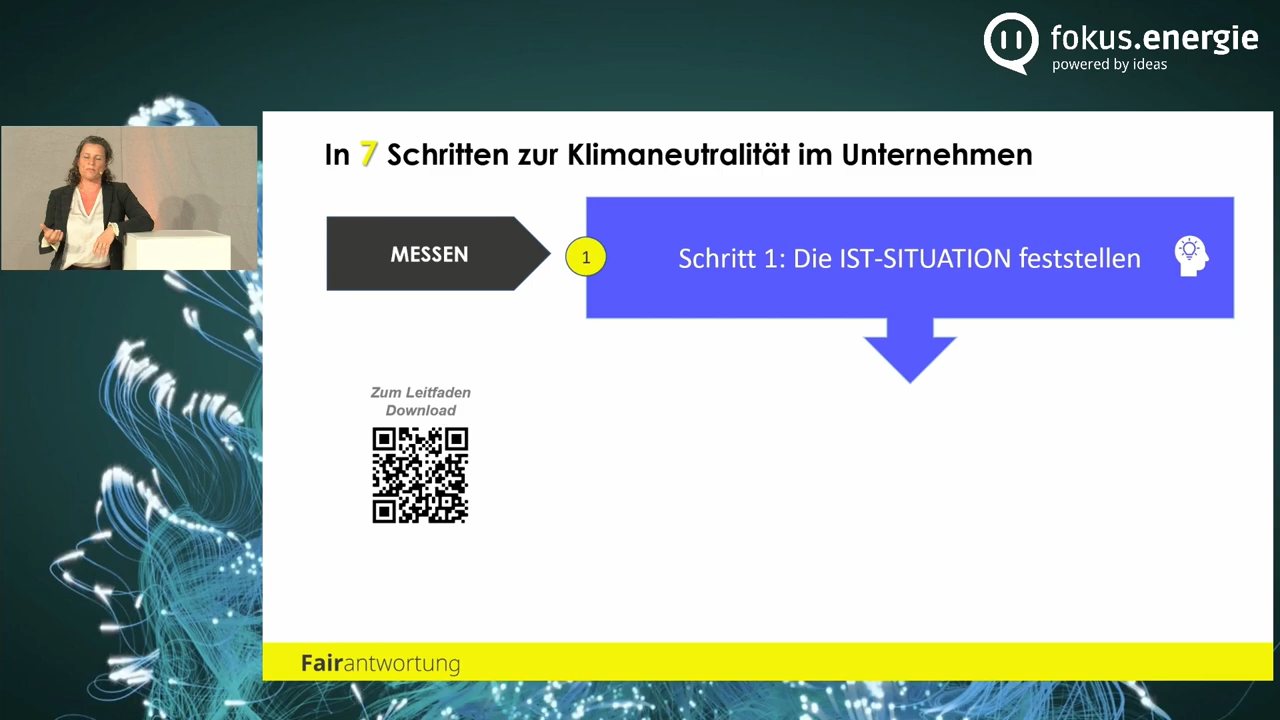 fokus.energie
powered by ideas
In 7 Schritten zur Klimaneutralität im Unternehmen
MESSEN
1
Schritt 1: Die IST-SITUATION feststellen
Zum Leitfaden
Download
Fairantwortung